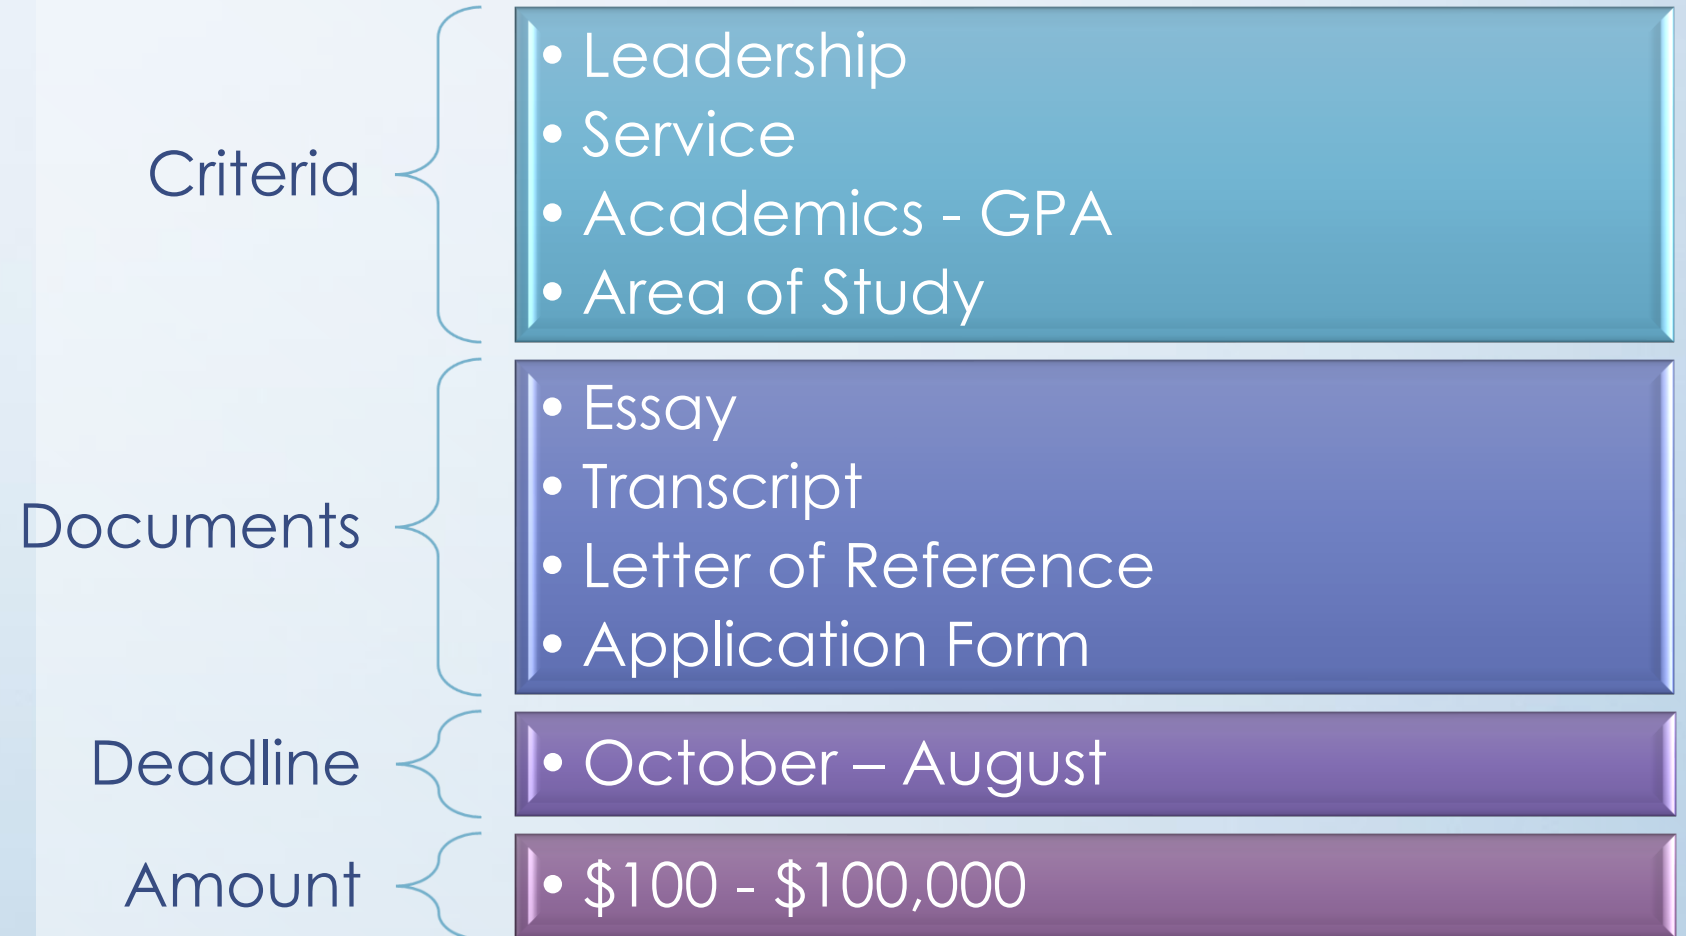 Criteria
• Leadership
• Service
• Academics - GPA
• Area of Study
Documents
• Essay
• Transcript
• Letter of Reference
• Application Form
Deadline
• October – August
Amount
• $100 - $100,000